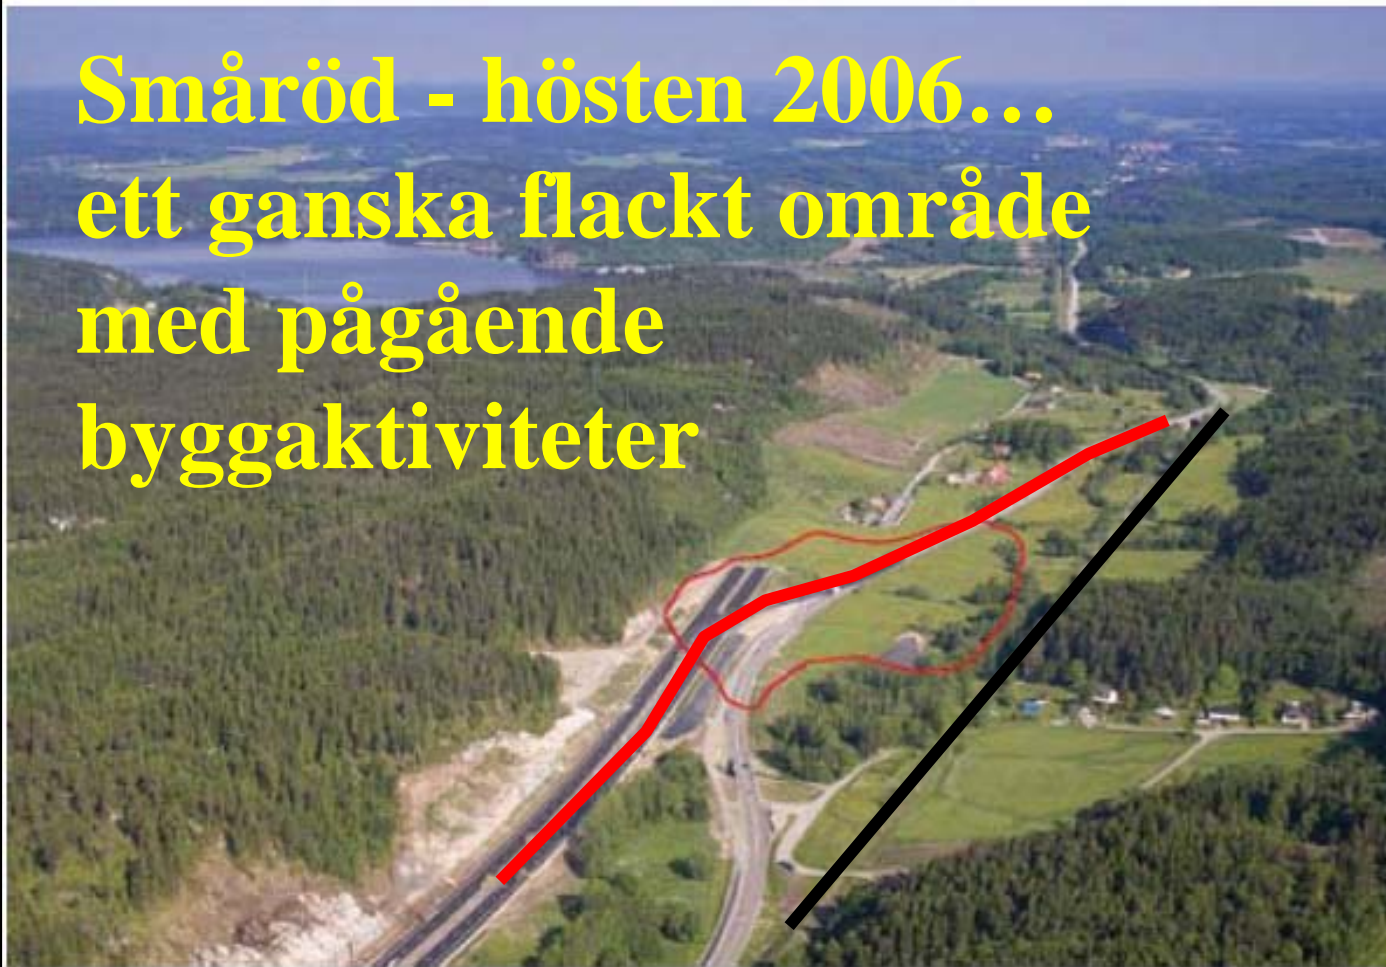 Småröd - hösten 2006…
ett ganska flackt område
med pågående
byggaktiviteter